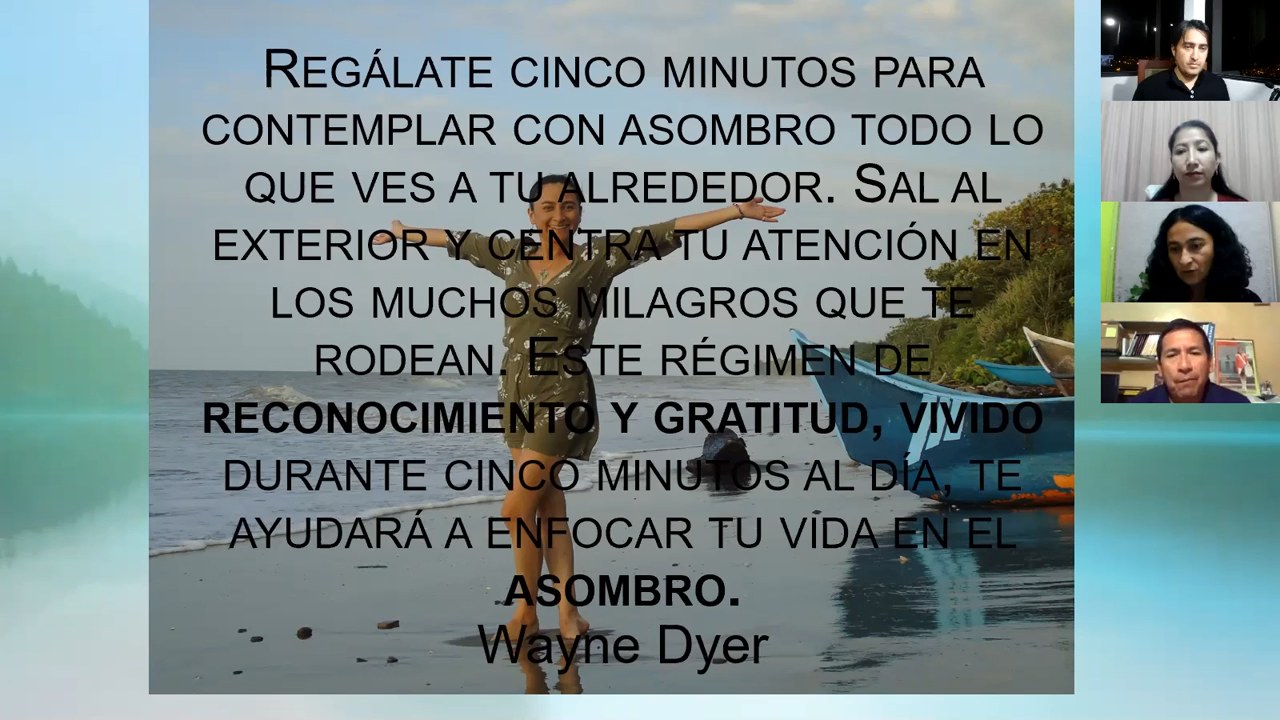 REGÁLATE CINCO MINUTOS PARA
CONTEMPLAR CON ASOMBRO TODO LO
QUE VES A TU ALREDEDOR. SAL AL
EXTERIOR Y CENTRA TU ATENCIÓN EN
LOS MUCHOS MILAGROS QUE TE
RODEAN. ESTE RÉGIMEN DE
RECONOCIMIENTO Y GRATITUD, VIVIDO
DURANTE CINCO MINUTOS AL DÍA, TE
AYUDARÁ A ENFOCAR TU VIDA EN EL
ASOMBRO.
Wayne Dyer